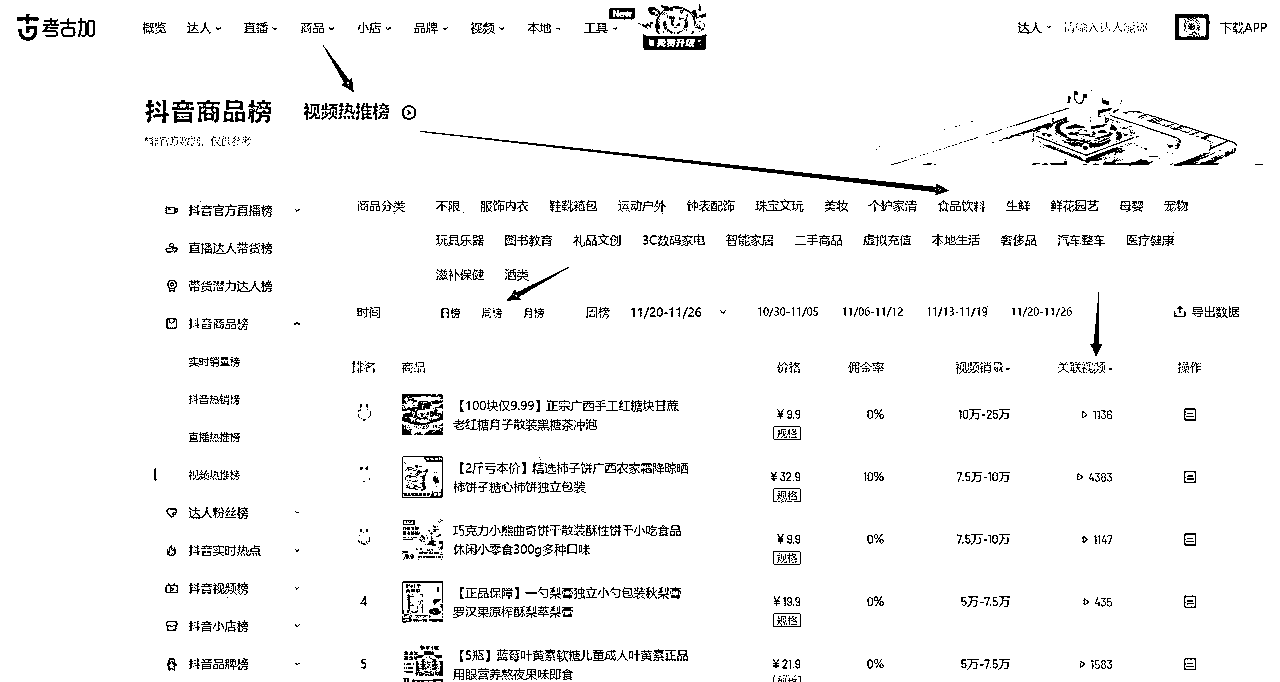 考古加 概览 达人 直播 商品 小店 品牌 视频 本地 工具 New 免费升级 达人 请输入达人昵称 下载APP
抖音商品榜 视频热推榜
*非官方数据，仅供参考
抖音官方直播榜
直播达人带货榜
带货潜力达人榜
抖音商品榜
实时销量榜
抖音热销榜
直播热推榜
视频热推榜
达人粉丝榜
抖音实时热点
抖音视频榜
抖音小店榜
抖音品牌榜
商品分类 不限 服饰内衣 鞋靴箱包 运动户外 钟表配饰 珠宝文玩 美妆 个护家清 食品饮料 生鲜 鲜花园艺 母婴 宠物
玩具乐器 图书教育 礼品文创 3C数码家电 智能家居 二手商品 虚拟充值 本地生活 奢侈品 汽车整车 医疗健康
滋补保健 酒类
时间 日榜 周榜 月榜 周榜 11/20-11/26 10/30-11/05 11/06-11/12 11/13-11/19 11/20-11/26 导出数据
排名 商品 价格 佣金率 视频销量 关联视频 操作
【100块仅9.99】正宗广西手工红糖块甘蔗
老红糖月子散装黑糖茶冲泡
¥9.9 规格 0% 10万-25万 1136
【2斤亏本价】精选柿子饼广西农家霜降晾晒
柿饼子糖心柿饼独立包装
¥32.9 规格 10% 7.5万-10万 4363
巧克力小熊曲奇饼干散装酥性饼干小吃食品
休闲小零食300g多种口味
¥9.9 规格 0% 7.5万-10万 1147
4 【正品保障】一勺梨膏独立小勺包装秋梨膏
罗汉果原榨酥梨萃梨膏
¥19.9 规格 0% 5万-7.5万 435
5 【5瓶】蓝莓叶黄素软糖儿童成人叶黄素正品
用眼营养熬夜果味即食
¥21.9 规格 0% 5万-7.5万 1583